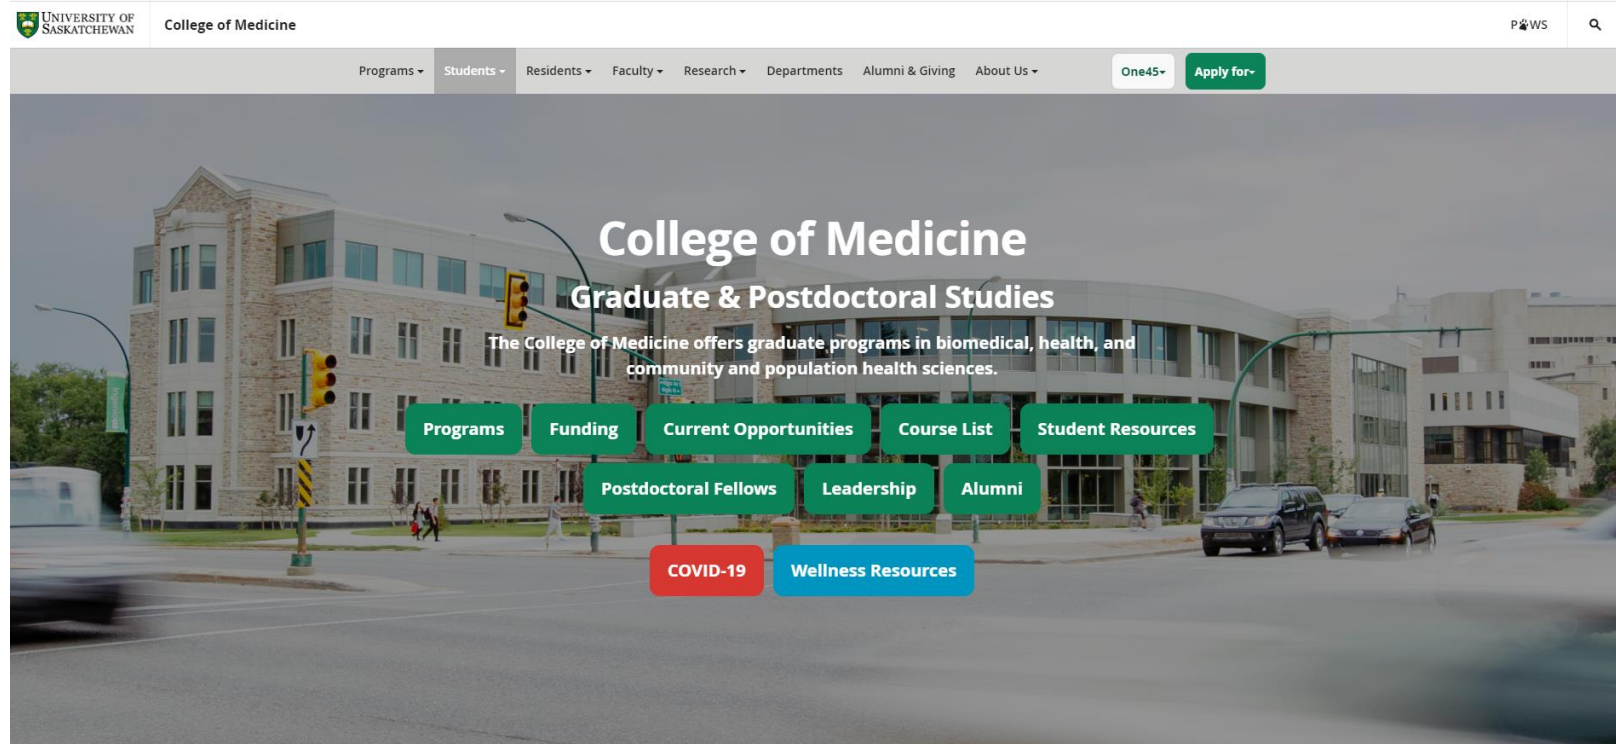 UNIVERSITY OF
SASKATCHEWAN
College of Medicine
PAWS
Programs
Students
Residents
Faculty
Research
Departments
Alumni & Giving
About Us
One45
Apply for
College of Medicine
Graduate & Postdoctoral Studies
The College of Medicine offers graduate programs in biomedical, health, and
community and population health sciences.
Programs
Funding
Current Opportunities
Course List
Student Resources
Postdoctoral Fellows
Leadership
Alumni
COVID-19
Wellness Resources